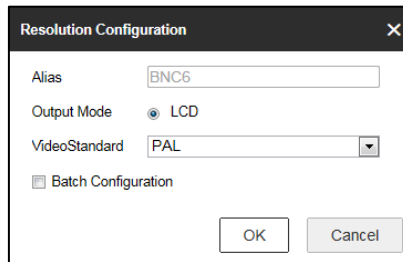 Resolution Configuration
Alias BNC6
Output Mode LCD
VideoStandard PAL
Batch Configuration
OK Cancel